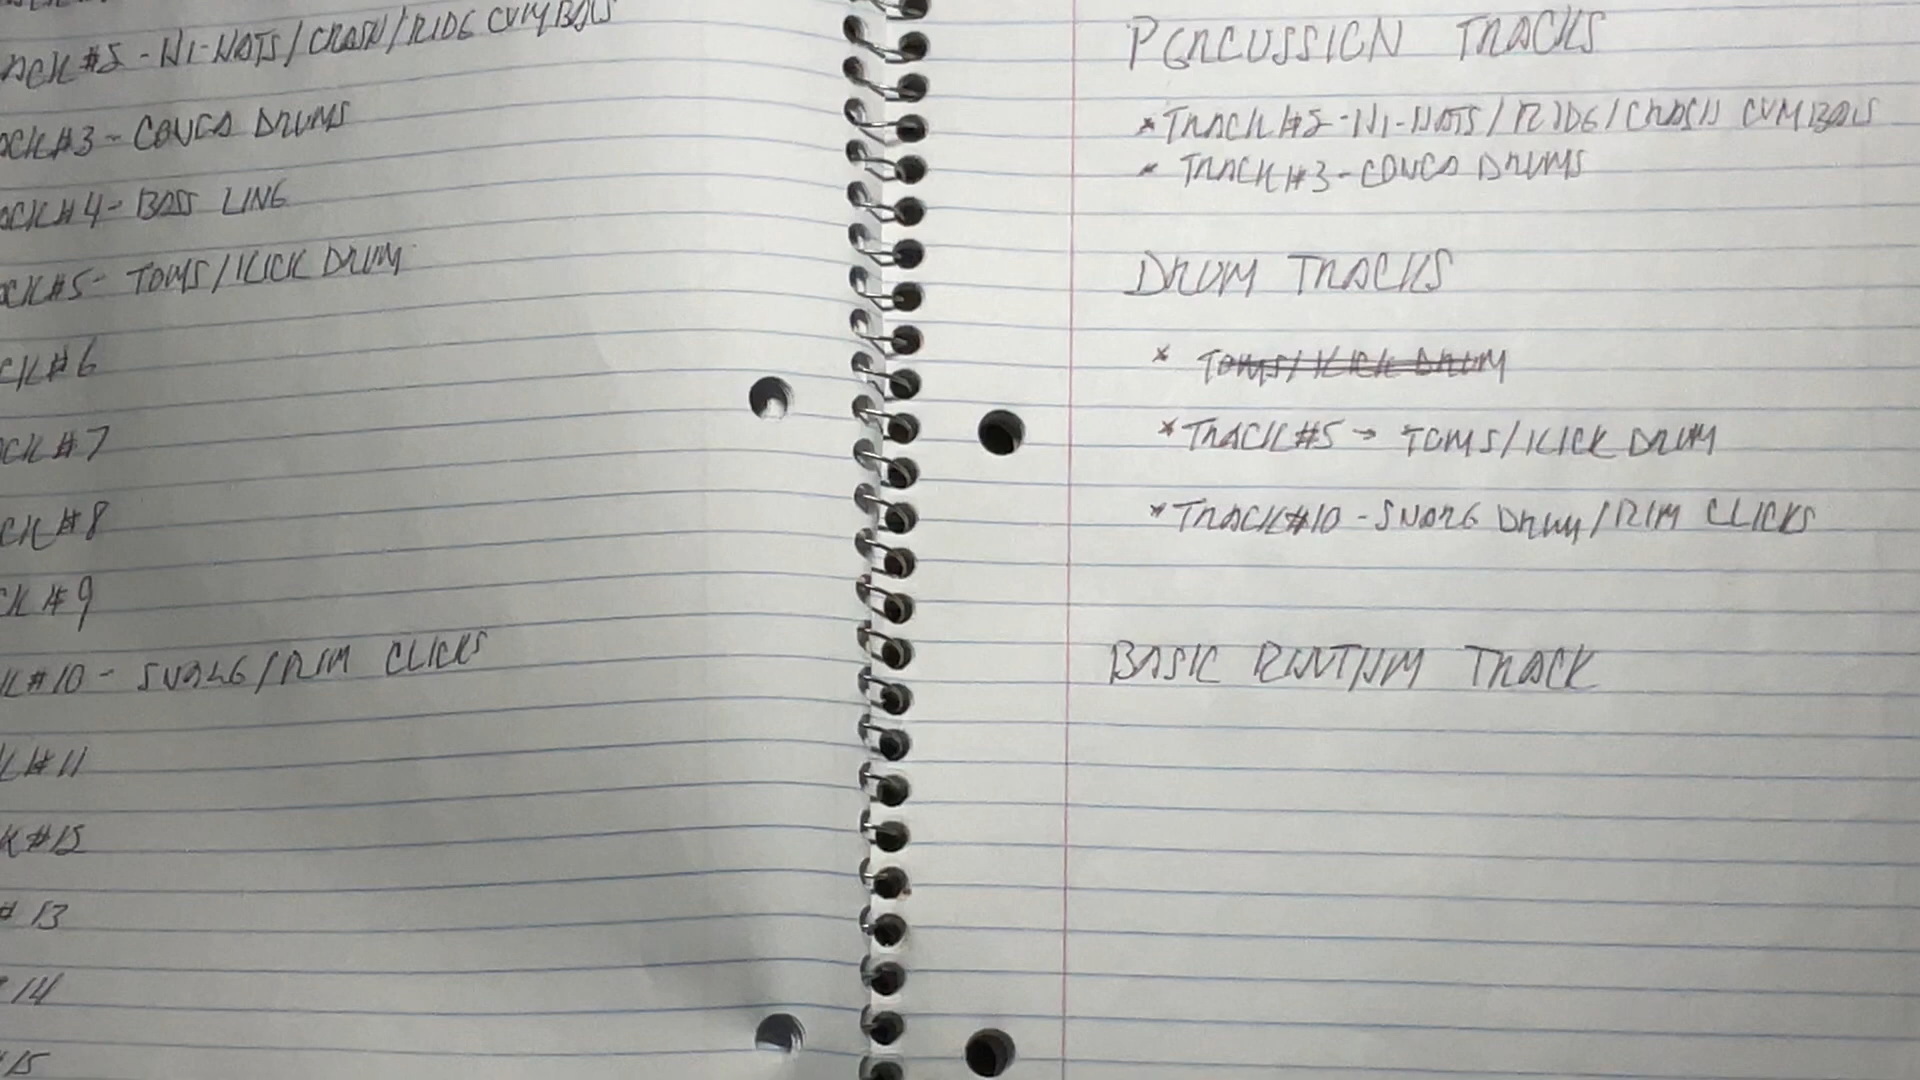 ACK #2 - HI-HATS/CRASH/RIDE CYMBALS
ACK #3 - CONGA DRUMS
ACK #4 - BASS LINE
ACK #5 - TOMS/KICK DRUM
CK #6
CK #7
CK #8
CK #9
K #10 - SNARE/RIM CLICKS
K #11
K #12
# 13
14
15
PERCUSSION TRACKS
* TRACK #2 - HI-HATS/RIDE/CRASH CYMBALS
* TRACK #3 - CONGA DRUMS
DRUM TRACKS
* TOMS/KICK DRUM
* TRACK #5 → TOMS/KICK DRUM
* TRACK #10 - SNARE DRUM/RIM CLICKS
BASIC RHYTHM TRACK